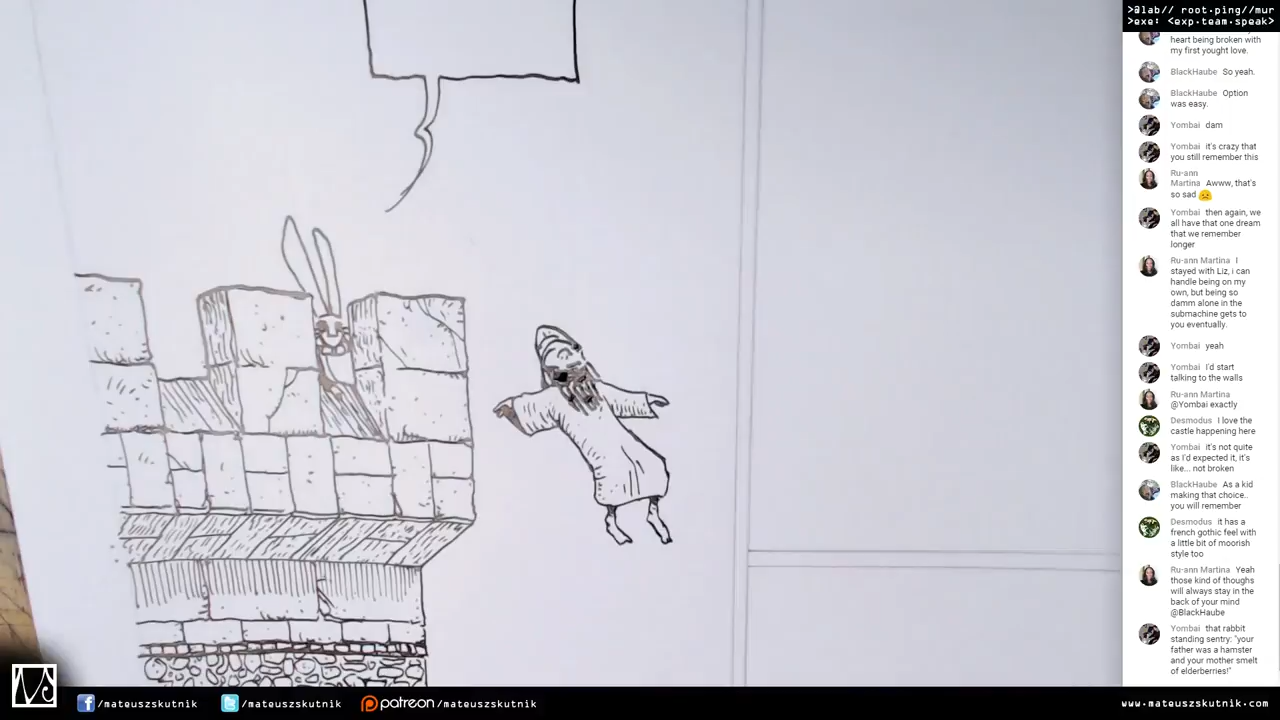 >@lab// root.ping//mur
>exe: <exp.team.speak>
heart being broken with
my first yought love.
BlackHaube So yeah.
BlackHaube Option
was easy.
Yombai dam
Yombai it's crazy that
you still remember this
Ru-ann
Martina Awww, that's
so sad
Yombai then again, we
all have that one dream
that we remember
longer
Ru-ann Martina I
stayed with Liz, i can
handle being on my
own, but being so
damm alone in the
submachine gets to
you eventually.
Yombai yeah
Yombai I'd start
talking to the walls
Ru-ann Martina
@Yombai exactly
Desmodus I love the
castle happening here
Yombai it's not quite
as I'd expected it, it's
like... not broken
BlackHaube As a kid
making that choice..
you will remember
Desmodus it has a
french gothic feel with
a little bit of moorish
style too
Ru-ann Martina Yeah
those kind of thoughs
will always stay in the
back of your mind
@BlackHaube
Yombai that rabbit
standing sentry: "your
father was a hamster
and your mother smelt
of elderberries!"
/mateuszskutnik
/mateuszskutnik
patreon/mateuszskutnik
www.mateuszskutnik.com